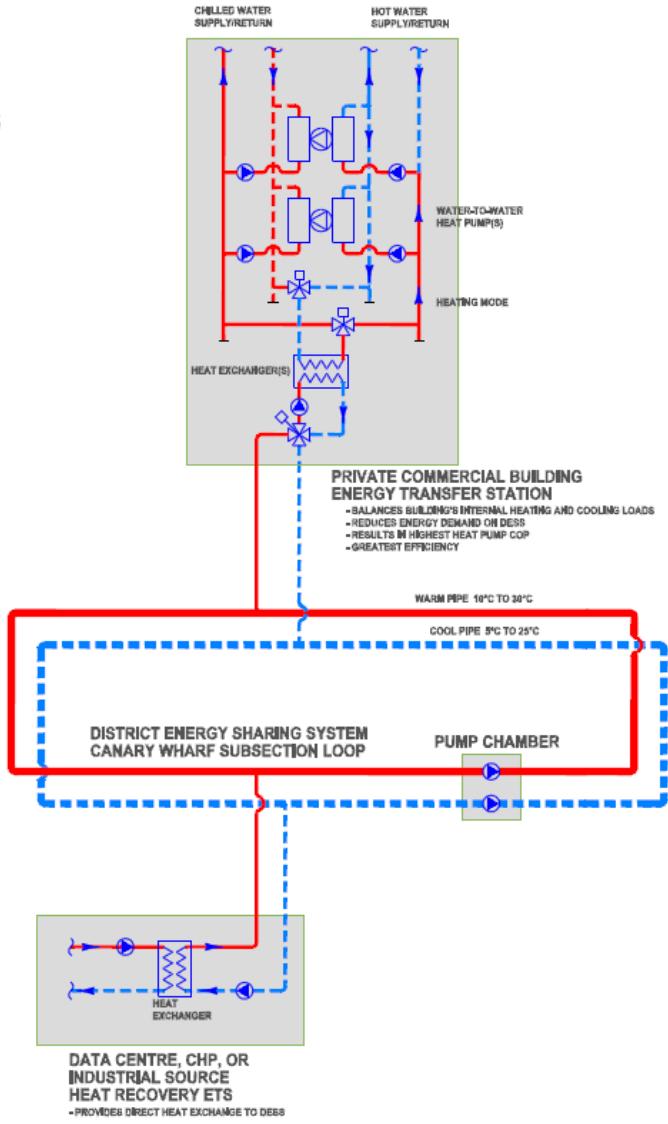 CHILLED WATER
SUPPLY/RETURN
HOT WATER
SUPPLY/RETURN
WATER-TO-WATER
HEAT PUMP(S)
HEATING MODE
HEAT EXCHANGER(S)
PRIVATE COMMERCIAL BUILDING
ENERGY TRANSFER STATION
- BALANCES BUILDING'S INTERNAL HEATING AND COOLING LOADS
- REDUCES ENERGY DEMAND ON DESS
- RESULTS IN HIGHEST HEAT PUMP COP
- GREATEST EFFICIENCY
WARM PIPE 10°C TO 30°C
COOL PIPE 5°C TO 25°C
DISTRICT ENERGY SHARING SYSTEM
CANARY WHARF SUBSECTION LOOP
PUMP CHAMBER
HEAT
EXCHANGER
DATA CENTRE, CHP, OR
INDUSTRIAL SOURCE
HEAT RECOVERY ETS
- PROVIDES DIRECT HEAT EXCHANGE TO DESS